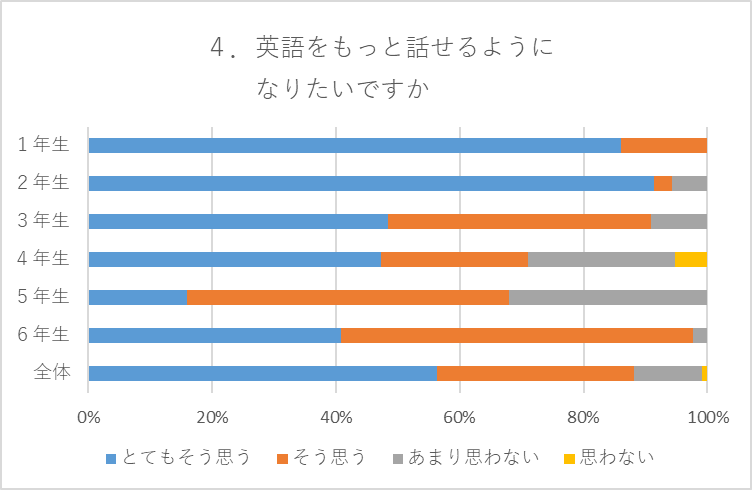 ４．英語をもっと話せるように
なりたいですか
１年生
２年生
３年生
４年生
５年生
６年生
全体
0% 20% 40% 60% 80% 100%
とてもそう思う そう思う あまり思わない 思わない